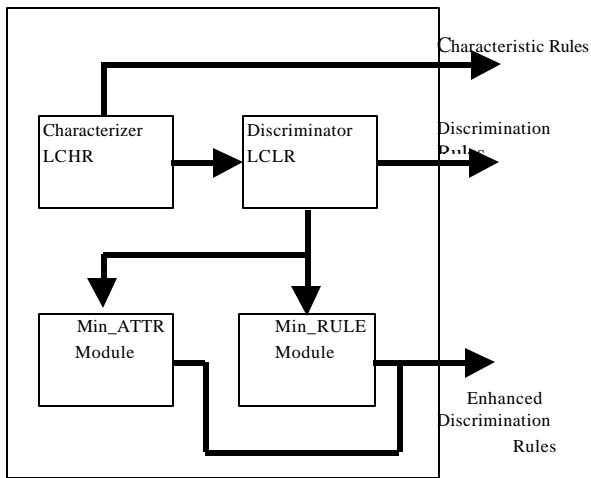 Characteristic Rules
Characterizer
LCHR
Discriminator
LCLR
Discrimination
Rules
Min_ATTR
Module
Min_RULE
Module
Enhanced
Discrimination
Rules